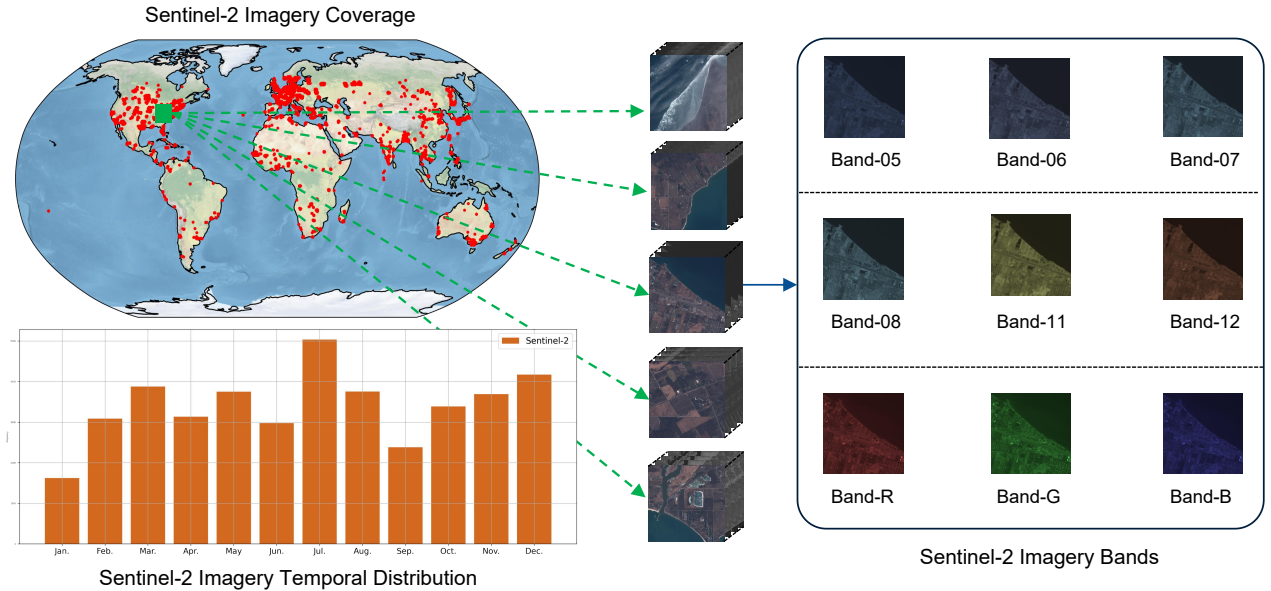 Sentinel-2 Imagery Coverage
Band-05
Band-06
Band-07
Band-08
Band-11
Band-12
Band-R
Band-G
Band-B
Sentinel-2 Imagery Bands
Sentinel-2
Jan.
Feb.
Mar.
Apr.
May
Jun.
Jul.
Aug.
Sep.
Oct.
Nov.
Dec.
Sentinel-2 Imagery Temporal Distribution